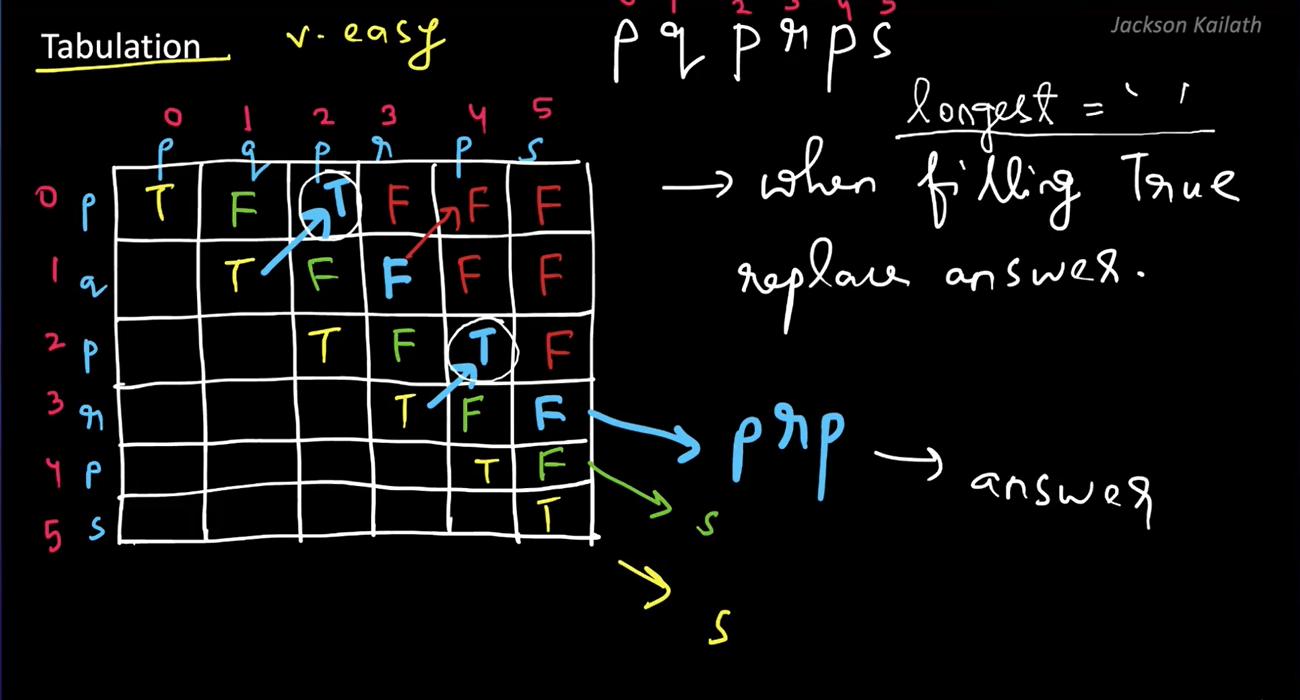 Tabulation v. easy
0 1 2 3 4 5
p q p r p s
Jackson Kailath
longest = ' '
→ when filling True
replace answer.
0 1 2 3 4 5
p q p r p s
0 p T F T F F F
1 q T F F F F
2 p T F T F
3 r T F F → prp → answer
4 p T F → s
5 s T → s